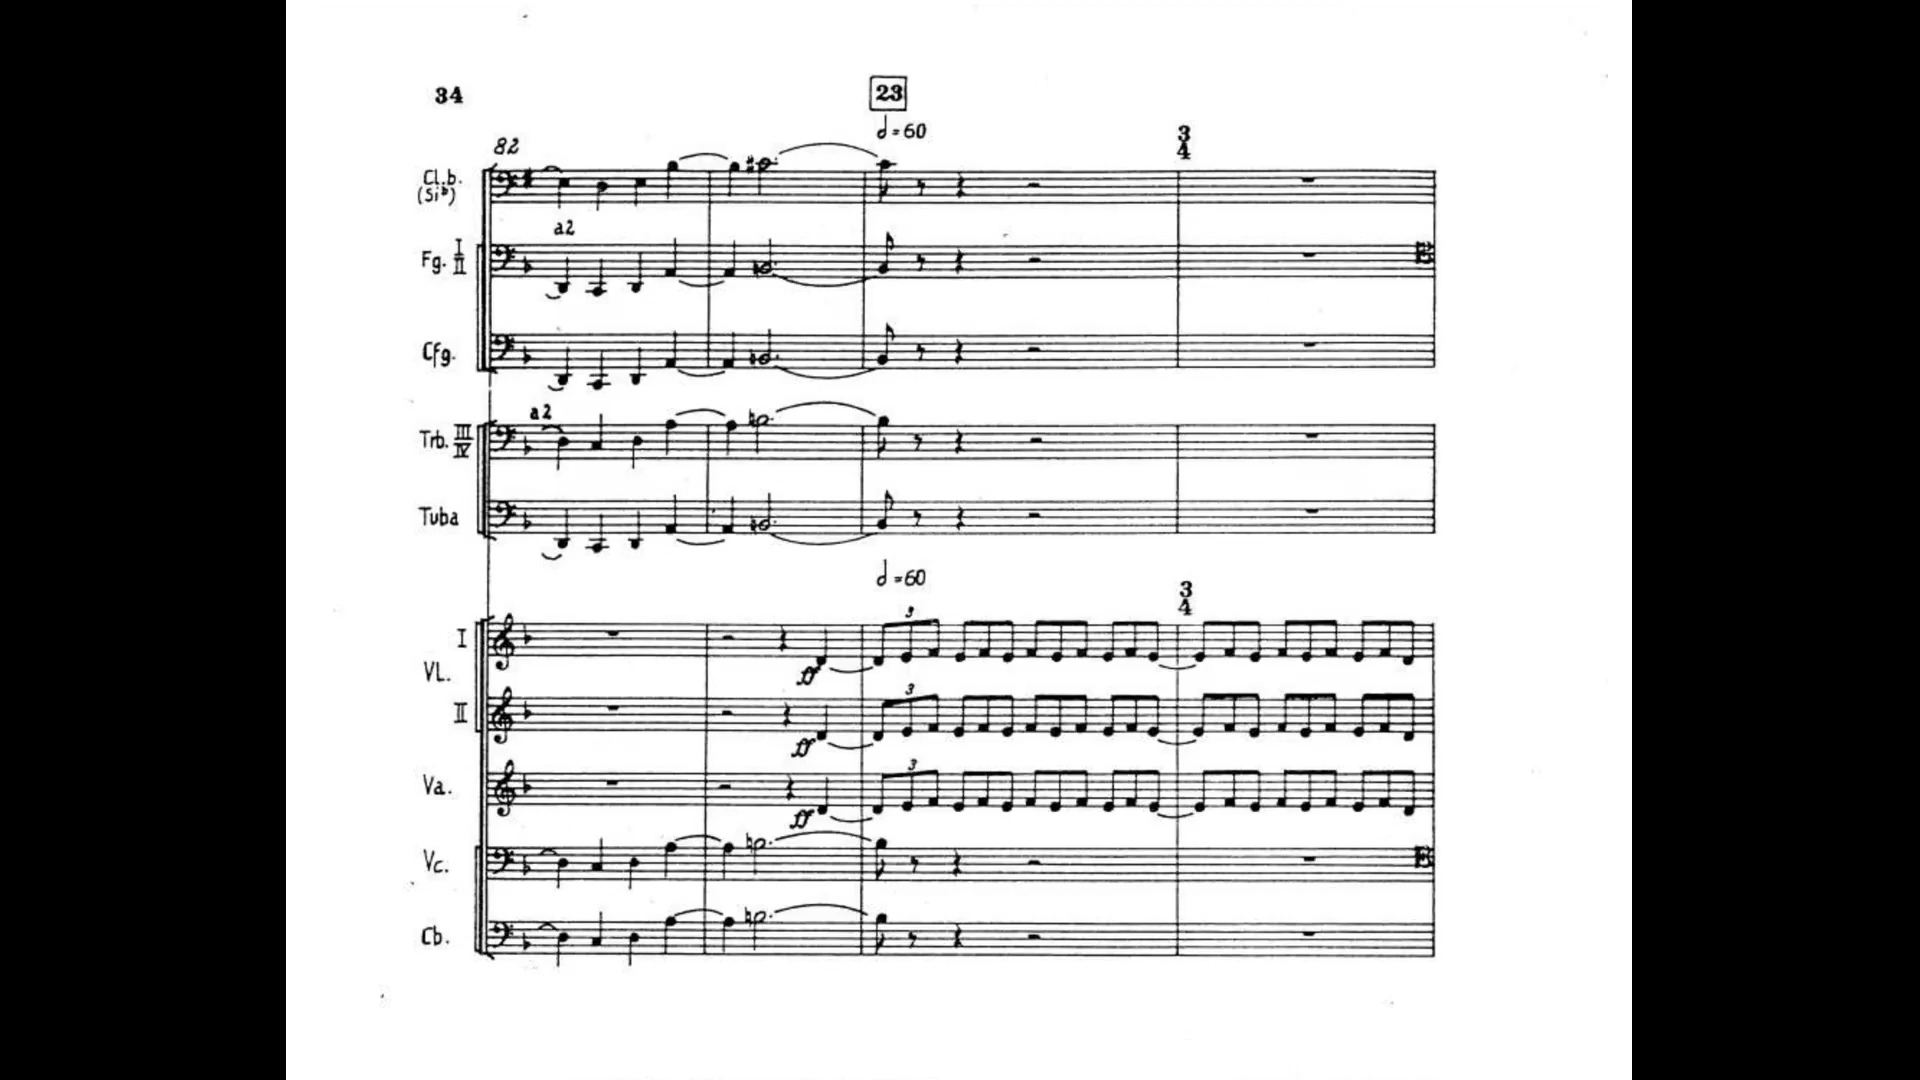 34
23
𝅗𝅥 = 60
82
3
4
Cl.b.
(Si♭)
a2
Fg. I
II
Cfg.
a2
Trb. III
IV
Tuba
𝅗𝅥 = 60
3
4
3
I
ff
VL.
3
II
ff
3
Va.
ff
Vc.
Cb.